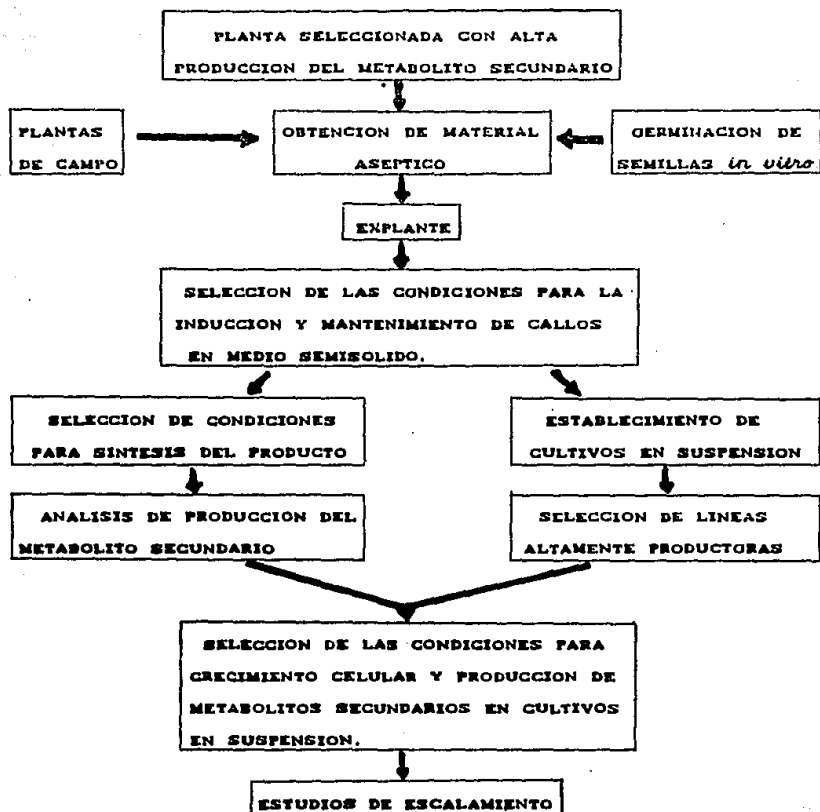 PLANTA SELECCIONADA CON ALTA
PRODUCCION DEL METABOLITO SECUNDARIO
PLANTAS
DE CAMPO
OBTENCION DE MATERIAL
ASEPTICO
GERMINACION DE
SEMILLAS in vitro
EXPLANTE
SELECCION DE LAS CONDICIONES PARA LA
INDUCCION Y MANTENIMIENTO DE CALLOS
EN MEDIO SEMISOLIDO.
SELECCION DE CONDICIONES
PARA SINTESIS DEL PRODUCTO
ESTABLECIMIENTO DE
CULTIVOS EN SUSPENSION
ANALISIS DE PRODUCCION DEL
METABOLITO SECUNDARIO
SELECCION DE LINEAS
ALTAMENTE PRODUCTORAS
SELECCION DE LAS CONDICIONES PARA
CRECIMIENTO CELULAR Y PRODUCCION DE
METABOLITOS SECUNDARIOS EN CULTIVOS
EN SUSPENSION.
ESTUDIOS DE ESCALAMIENTO